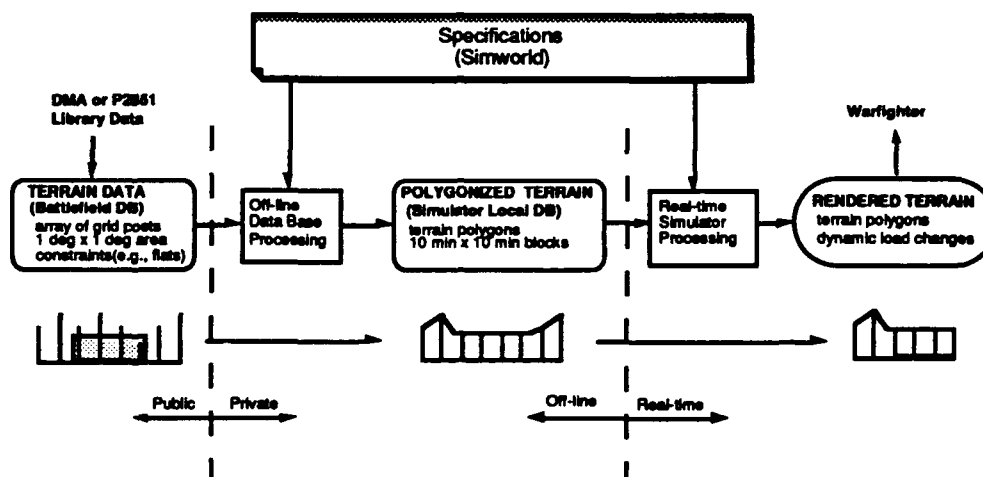 Specifications
(Simworld)
DMA or P2851
Library Data
Warfighter
TERRAIN DATA
(Battlefield DB)
array of grid posts
1 deg x 1 deg area
constraints(e.g., flats)
Off-line
Data Base
Processing
POLYGONIZED TERRAIN
(Simulator Local DB)
terrain polygons
10 min x 10 min blocks
Real-time
Simulator
Processing
RENDERED TERRAIN
terrain polygons
dynamic load changes
Public
Private
Off-line
Real-time